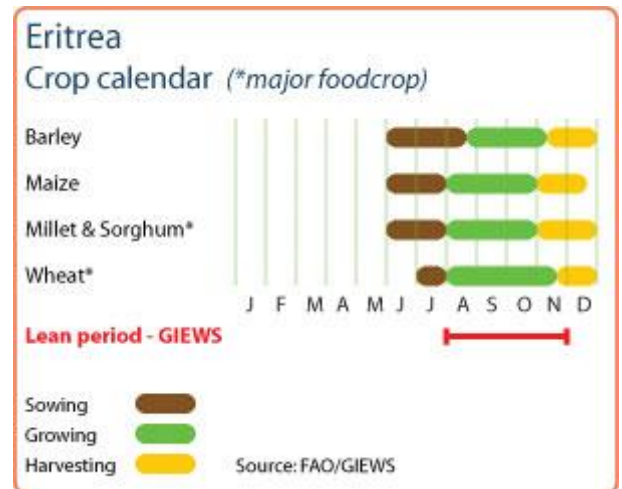 Eritrea
Crop calendar (*major foodcrop)
Barley
Maize
Millet & Sorghum*
Wheat*
J F M A M J J A S O N D
Lean period - GIEWS
Sowing
Growing
Harvesting Source: FAO/GIEWS